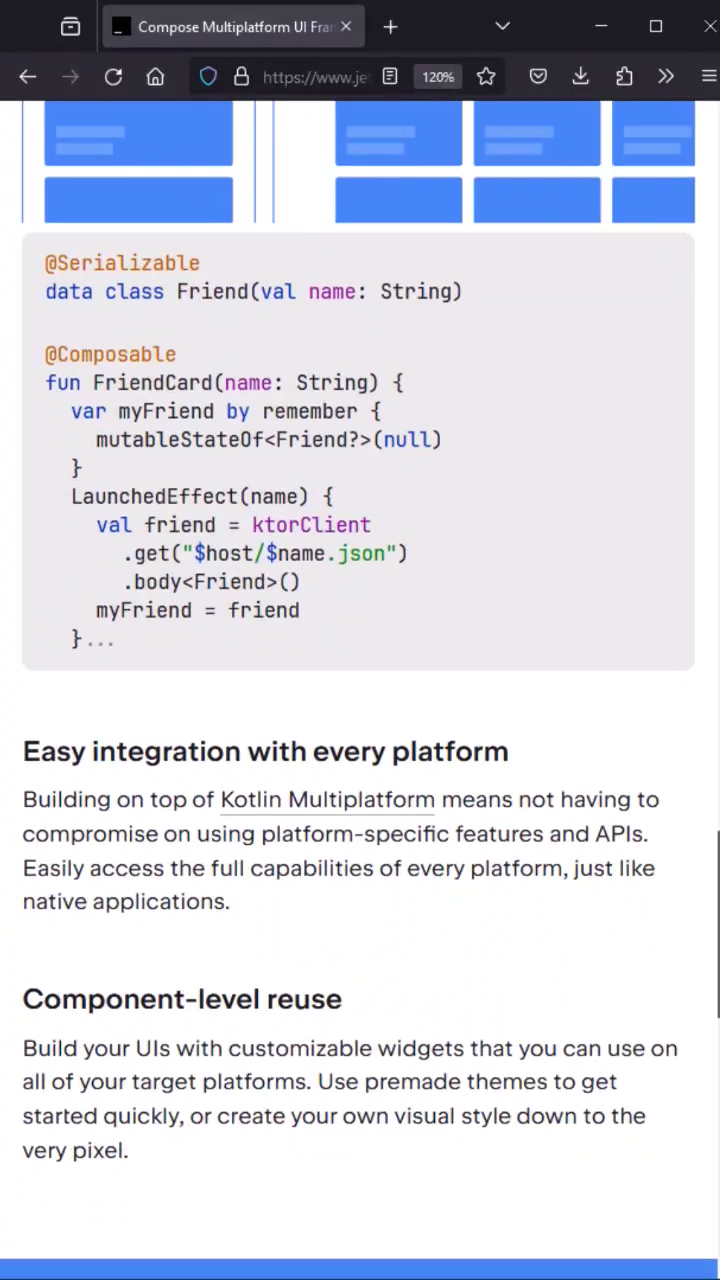 Compose Multiplatform UI Fran
https://www.je
120%
@Serializable
data class Friend(val name: String)
@Composable
fun FriendCard(name: String) {
var myFriend by remember {
mutableStateOf<Friend?>(null)
}
LaunchedEffect(name) {
val friend = ktorClient
.get("$host/$name.json")
.body<Friend>()
myFriend = friend
}...
Easy integration with every platform
Building on top of Kotlin Multiplatform means not having to
compromise on using platform-specific features and APIs.
Easily access the full capabilities of every platform, just like
native applications.
Component-level reuse
Build your UIs with customizable widgets that you can use on
all of your target platforms. Use premade themes to get
started quickly, or create your own visual style down to the
very pixel.